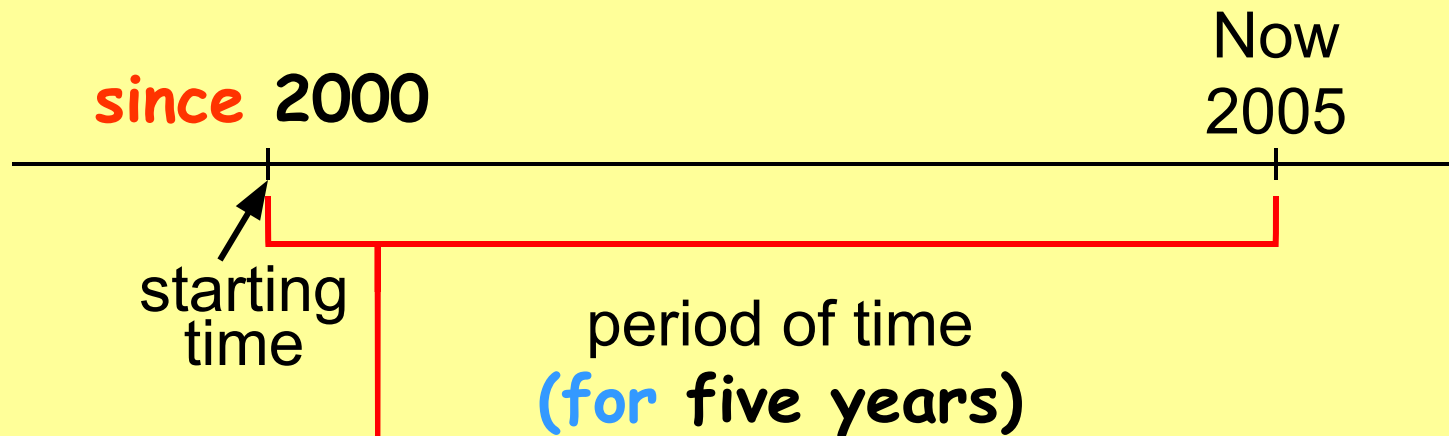 Now
since 2000
2005
starting
time
period of time
(for five years)